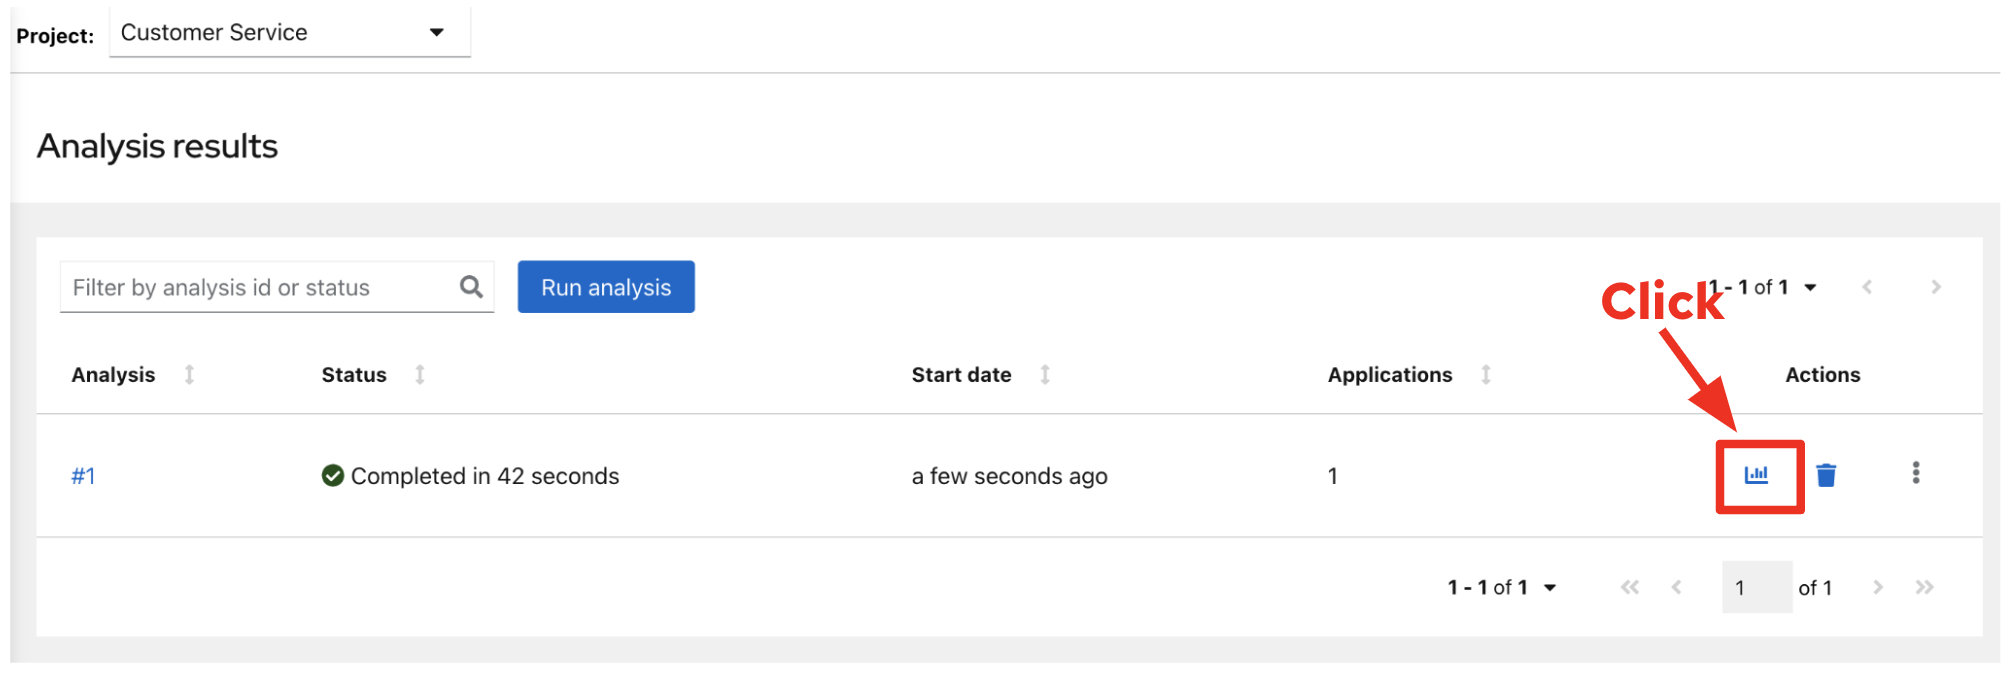 Project: Customer Service
Analysis results
Filter by analysis id or status Run analysis 1 - 1 of 1
Click
Analysis Status Start date Applications Actions
#1 Completed in 42 seconds a few seconds ago 1
1 - 1 of 1 1 of 1